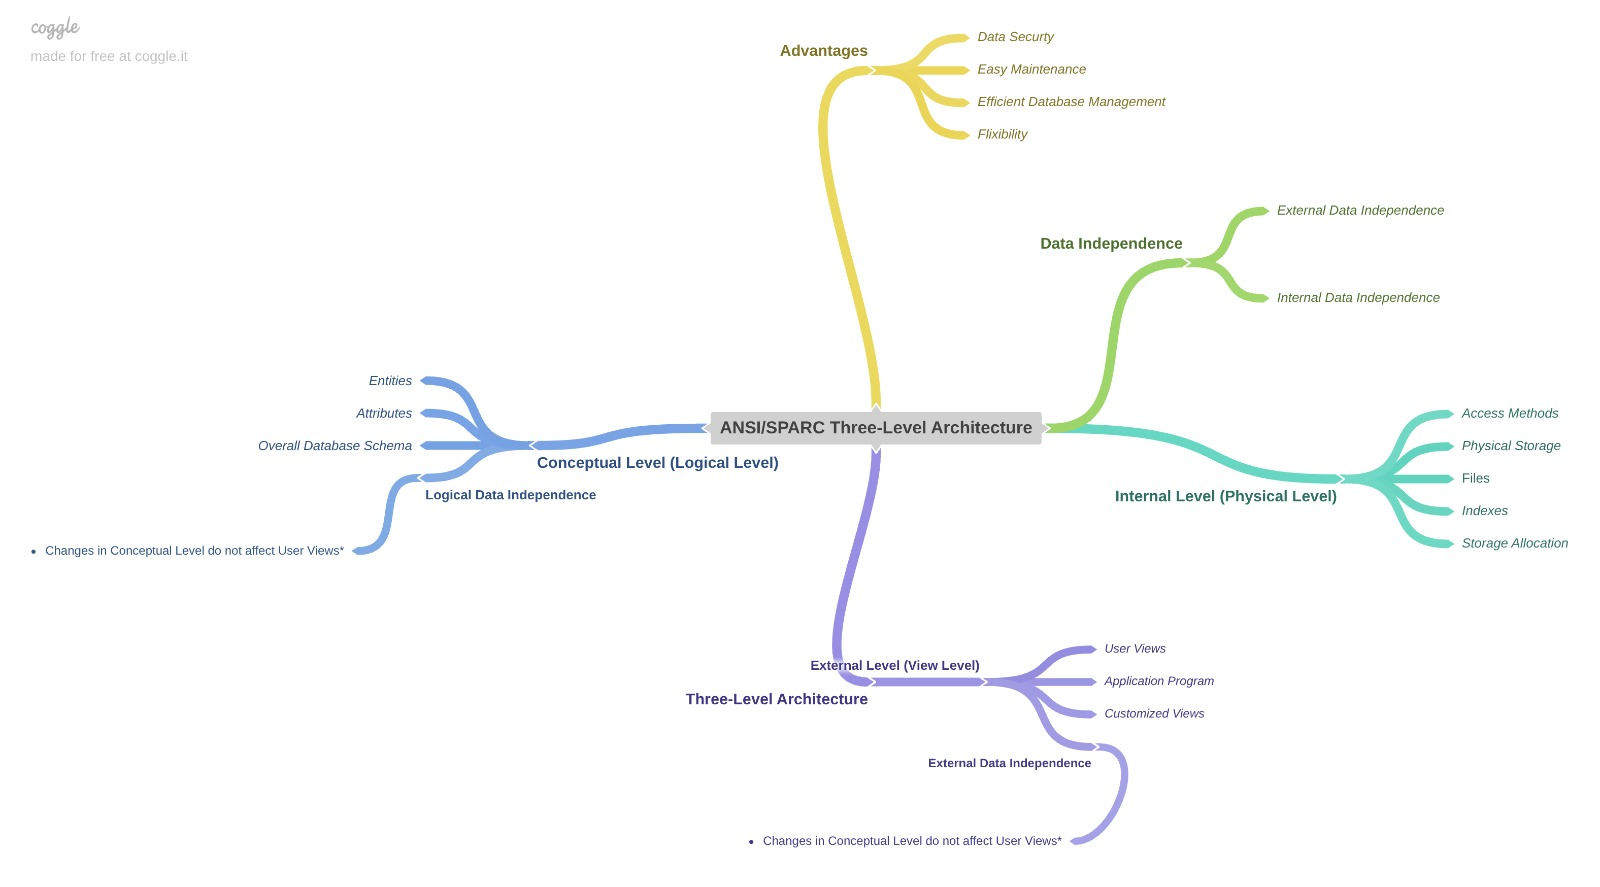 coggle
made for free at coggle.it
Advantages
Data Securty
Easy Maintenance
Efficient Database Management
Flixibility
Data Independence
External Data Independence
Internal Data Independence
ANSI/SPARC Three-Level Architecture
Conceptual Level (Logical Level)
Entities
Attributes
Overall Database Schema
Logical Data Independence
• Changes in Conceptual Level do not affect User Views*
Internal Level (Physical Level)
Access Methods
Physical Storage
Files
Indexes
Storage Allocation
Three-Level Architecture
External Level (View Level)
User Views
Application Program
Customized Views
External Data Independence
• Changes in Conceptual Level do not affect User Views*